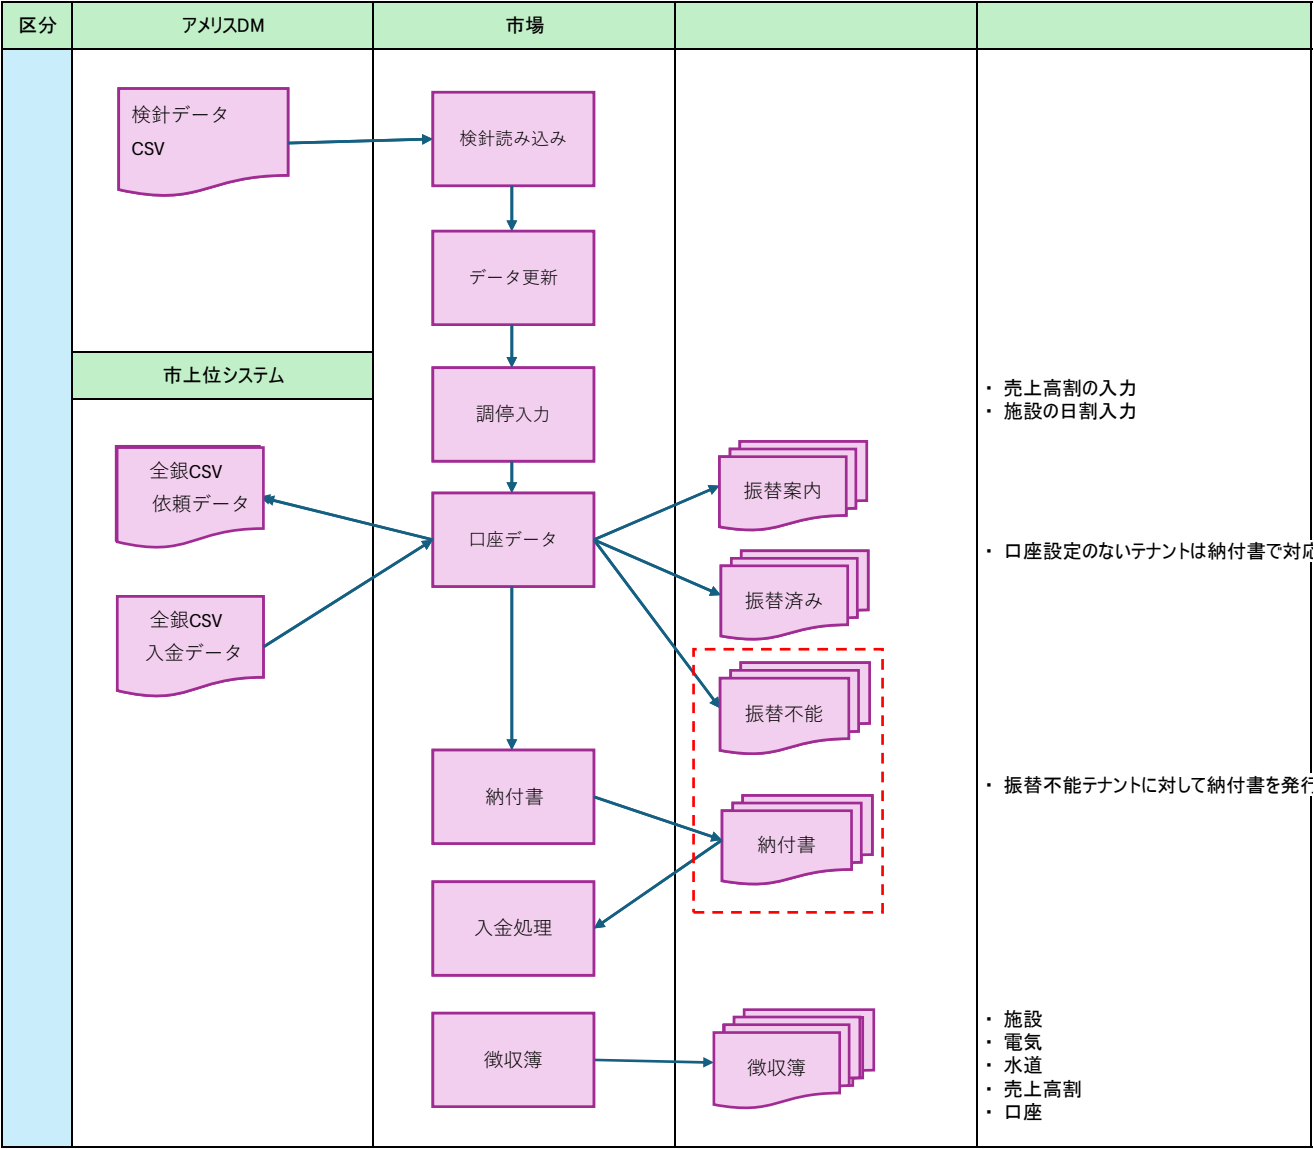 区分
アメリスDM
市場
検針データ
CSV
検針読み込み
データ更新
市上位システム
調停入力
・ 売上高割の入力
・ 施設の日割入力
全銀CSV
依頼データ
口座データ
振替案内
・ 口座設定のないテナントは納付書で対応
振替済み
全銀CSV
入金データ
振替不能
納付書
・ 振替不能テナントに対して納付書を発行
納付書
入金処理
徴収簿
徴収簿
・ 施設
・ 電気
・ 水道
・ 売上高割
・ 口座